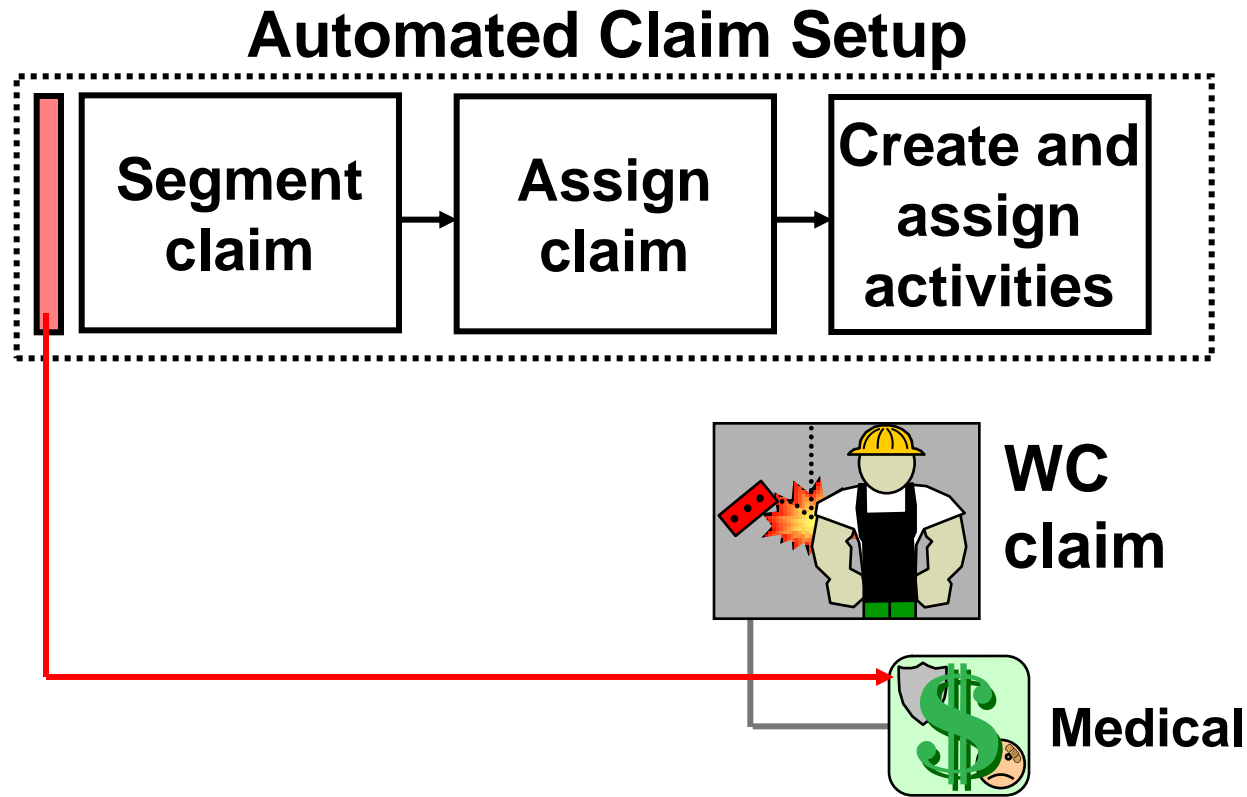 Automated Claim Setup
Segment
claim
Assign
claim
Create and
assign
activities
WC
claim
$
Medical